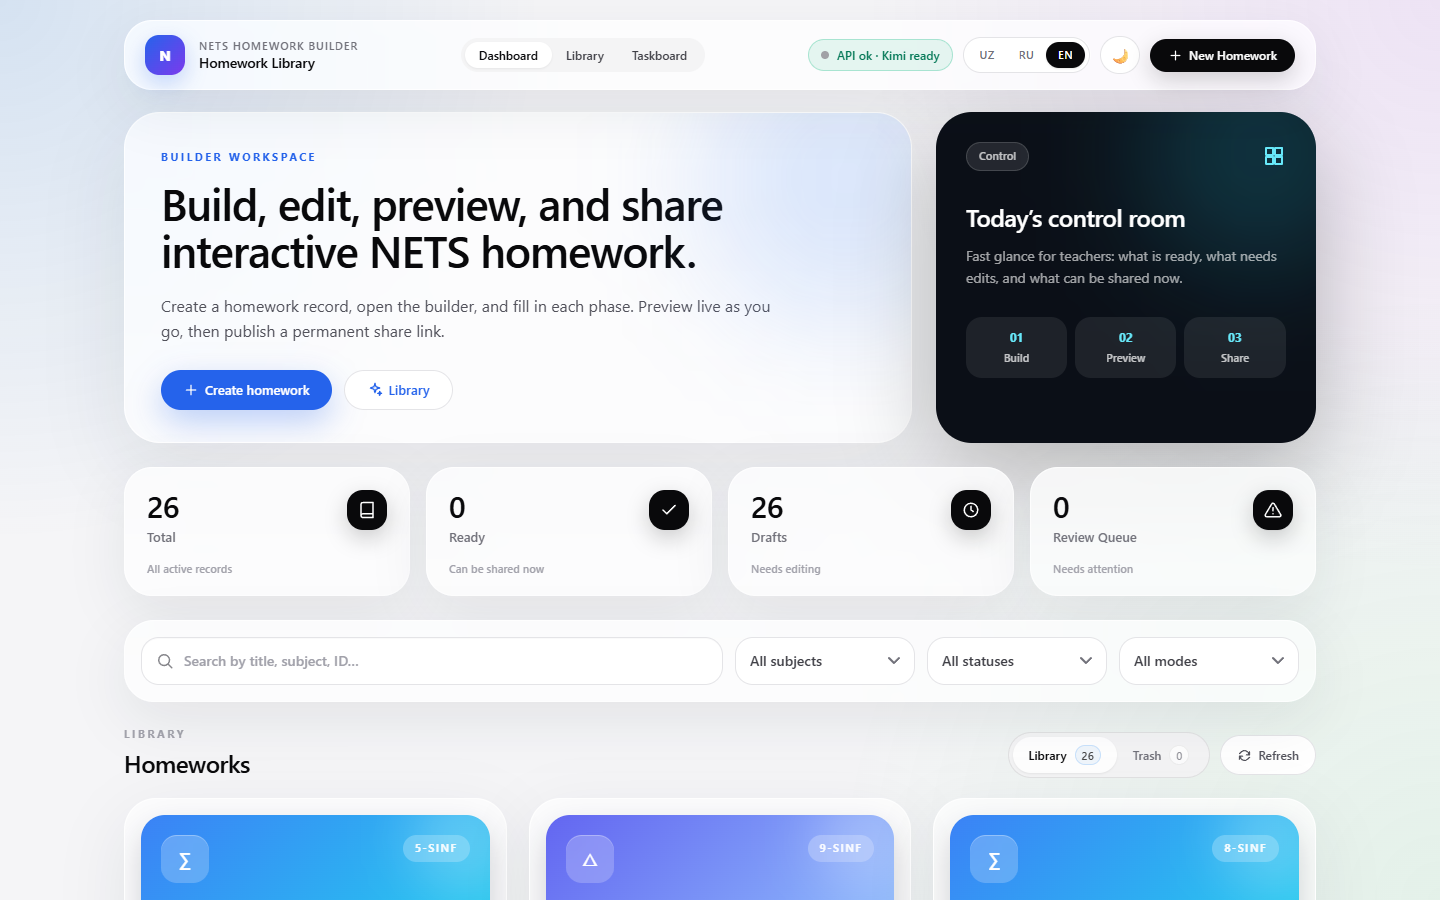 N
NETS HOMEWORK BUILDER
Homework Library
Dashboard
Library
Taskboard
API ok · Kimi ready
UZ
RU
EN
New Homework
BUILDER WORKSPACE
Build, edit, preview, and share
interactive NETS homework.
Create a homework record, open the builder, and fill in each phase. Preview live as you
go, then publish a permanent share link.
Create homework
Library
Control
Today's control room
Fast glance for teachers: what is ready, what needs
edits, and what can be shared now.
01
Build
02
Preview
03
Share
26
Total
All active records
0
Ready
Can be shared now
26
Drafts
Needs editing
0
Review Queue
Needs attention
Search by title, subject, ID...
All subjects
All statuses
All modes
LIBRARY
Homeworks
Library 26
Trash 0
Refresh
Σ
5-SINF
△
9-SINF
Σ
8-SINF